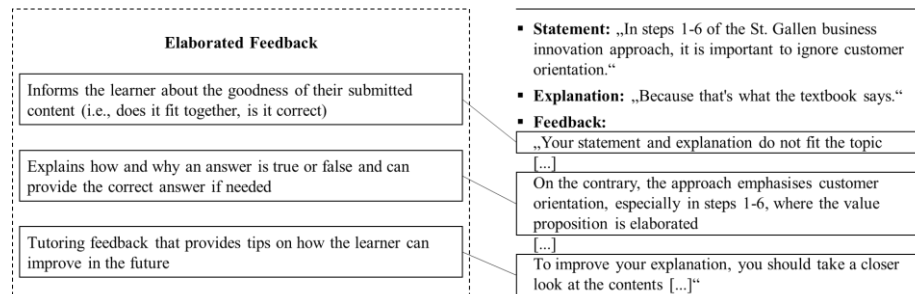 Elaborated Feedback
Informs the learner about the goodness of their submitted
content (i.e., does it fit together, is it correct)
Explains how and why an answer is true or false and can
provide the correct answer if needed
Tutoring feedback that provides tips on how the learner can
improve in the future
▪ Statement: „In steps 1-6 of the St. Gallen business
innovation approach, it is important to ignore customer
orientation.“
▪ Explanation: „Because that's what the textbook says.“
▪ Feedback:
„Your statement and explanation do not fit the topic
[...]
On the contrary, the approach emphasises customer
orientation, especially in steps 1-6, where the value
proposition is elaborated
[...]
To improve your explanation, you should take a closer
look at the contents [...]“